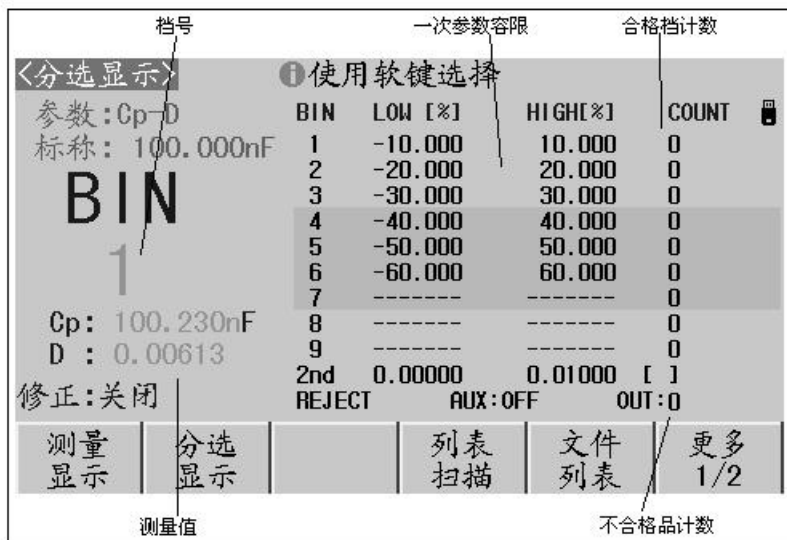 档号 一次参数容限 合格档计数
<分选显示> 使用软键选择
参数:Cp-D BIN LOW [%] HIGH[%] COUNT
标称: 100.000nF 1 -10.000 10.000 0
2 -20.000 20.000 0
BIN 3 -30.000 30.000 0
4 -40.000 40.000 0
1 5 -50.000 50.000 0
6 -60.000 60.000 0
7 ------- ------- 0
Cp: 100.230nF 8 ------- ------- 0
D : 0.00613 9 ------- ------- 0
2nd 0.00000 0.01000 [ ]
修正:关闭 REJECT AUX:OFF OUT:0
测量显示 分选显示 列表扫描 文件列表 更多 1/2
测量值 不合格品计数